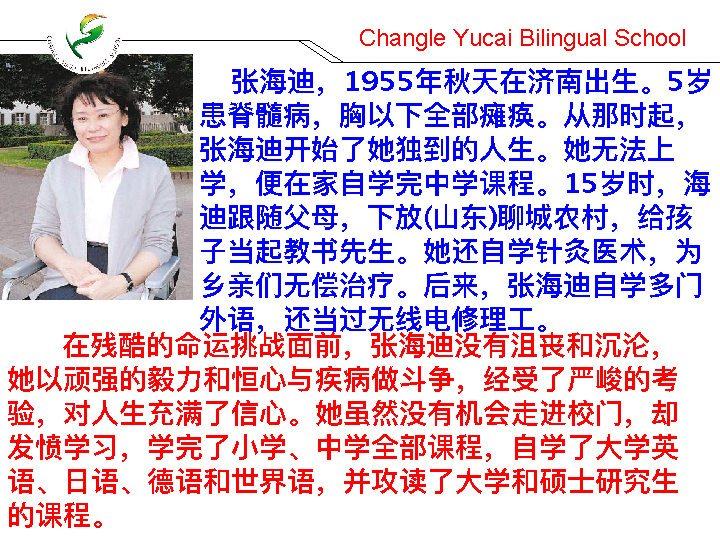 Changle Yucai Bilingual School
张海迪，1955年秋天在济南出生。5岁
患脊髓病，胸以下全部瘫痪。从那时起，
张海迪开始了她独到的人生。她无法上
学，便在家自学完中学课程。15岁时，海
迪跟随父母，下放(山东)聊城农村，给孩
子当起教书先生。她还自学针灸医术，为
乡亲们无偿治疗。后来，张海迪自学多门
外语，还当过无线电修理工。
在残酷的命运挑战面前，张海迪没有沮丧和沉沦，
她以顽强的毅力和恒心与疾病做斗争，经受了严峻的考
验，对人生充满了信心。她虽然没有机会走进校门，却
发愤学习，学完了小学、中学全部课程，自学了大学英
语、日语、德语和世界语，并攻读了大学和硕士研究生
的课程。